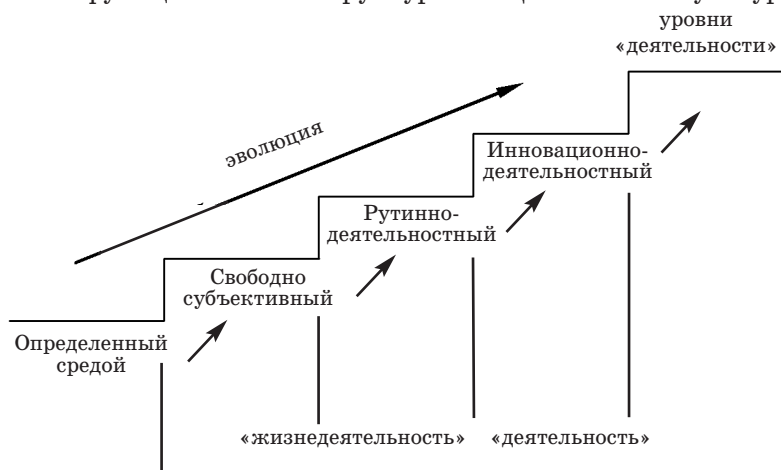 уровни
«деятельности»
эволюция
Инновационно-
деятельностный
Рутинно-
деятельностный
Свободно
субъективный
Определенный
средой
«жизнедеятельность» «деятельность»